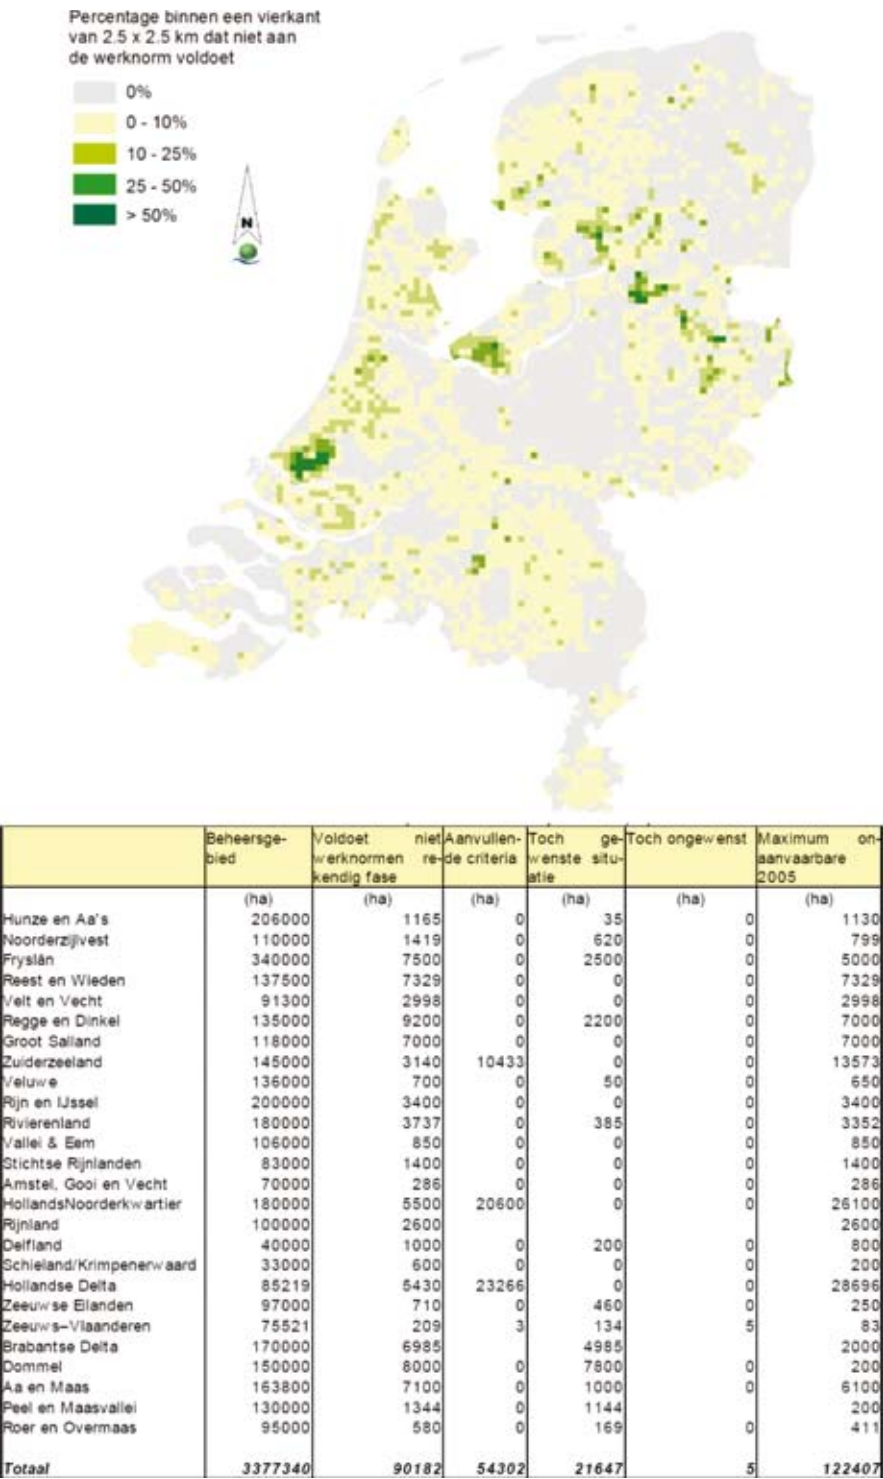 Percentage binnen een vierkant
van 2.5 x 2.5 km dat niet aan
de werknorm voldoet
0%
0 - 10%
10 - 25%
25 - 50%
> 50%
N
Beheersge- Voldoet niet Aanvullen- Toch ge- Toch ongewenst Maximum on-
bied werknormen re- de criteria wenste situ- aanvaarbare
kendig fase atie 2005
(ha) (ha) (ha) (ha) (ha) (ha)
Hunze en Aa's 206000 1165 0 35 0 1130
Noorderzijlvest 110000 1419 0 620 0 799
Fryslân 340000 7500 0 2500 0 5000
Reest en Wieden 137500 7329 0 0 0 7329
Velt en Vecht 91300 2998 0 0 0 2998
Regge en Dinkel 135000 9200 0 2200 0 7000
Groot Salland 118000 7000 0 0 0 7000
Zuiderzeeland 145000 3140 10433 0 0 13573
Veluwe 136000 700 0 50 0 650
Rijn en IJssel 200000 3400 0 0 0 3400
Rivierenland 180000 3737 0 385 0 3352
Vallei & Eem 106000 850 0 0 0 850
Stichtse Rijnlanden 83000 1400 0 0 0 1400
Amstel, Gooi en Vecht 70000 286 0 0 0 286
HollandsNoorderkwartier 180000 5500 20600 0 0 26100
Rijnland 100000 2600 2600
Delfland 40000 1000 0 200 0 800
Schieland/Krimpenerwaard 33000 600 0 0 0 200
Hollandse Delta 85219 5430 23266 0 0 28696
Zeeuwse Eilanden 97000 710 0 460 0 250
Zeeuws–Vlaanderen 75521 209 3 134 5 83
Brabantse Delta 170000 6985 4985 2000
Dommel 150000 8000 0 7800 0 200
Aa en Maas 163800 7100 0 1000 0 6100
Peel en Maasvallei 130000 1344 0 1144 200
Roer en Overmaas 95000 580 0 169 0 411
Totaal 3377340 90182 54302 21647 5 122407